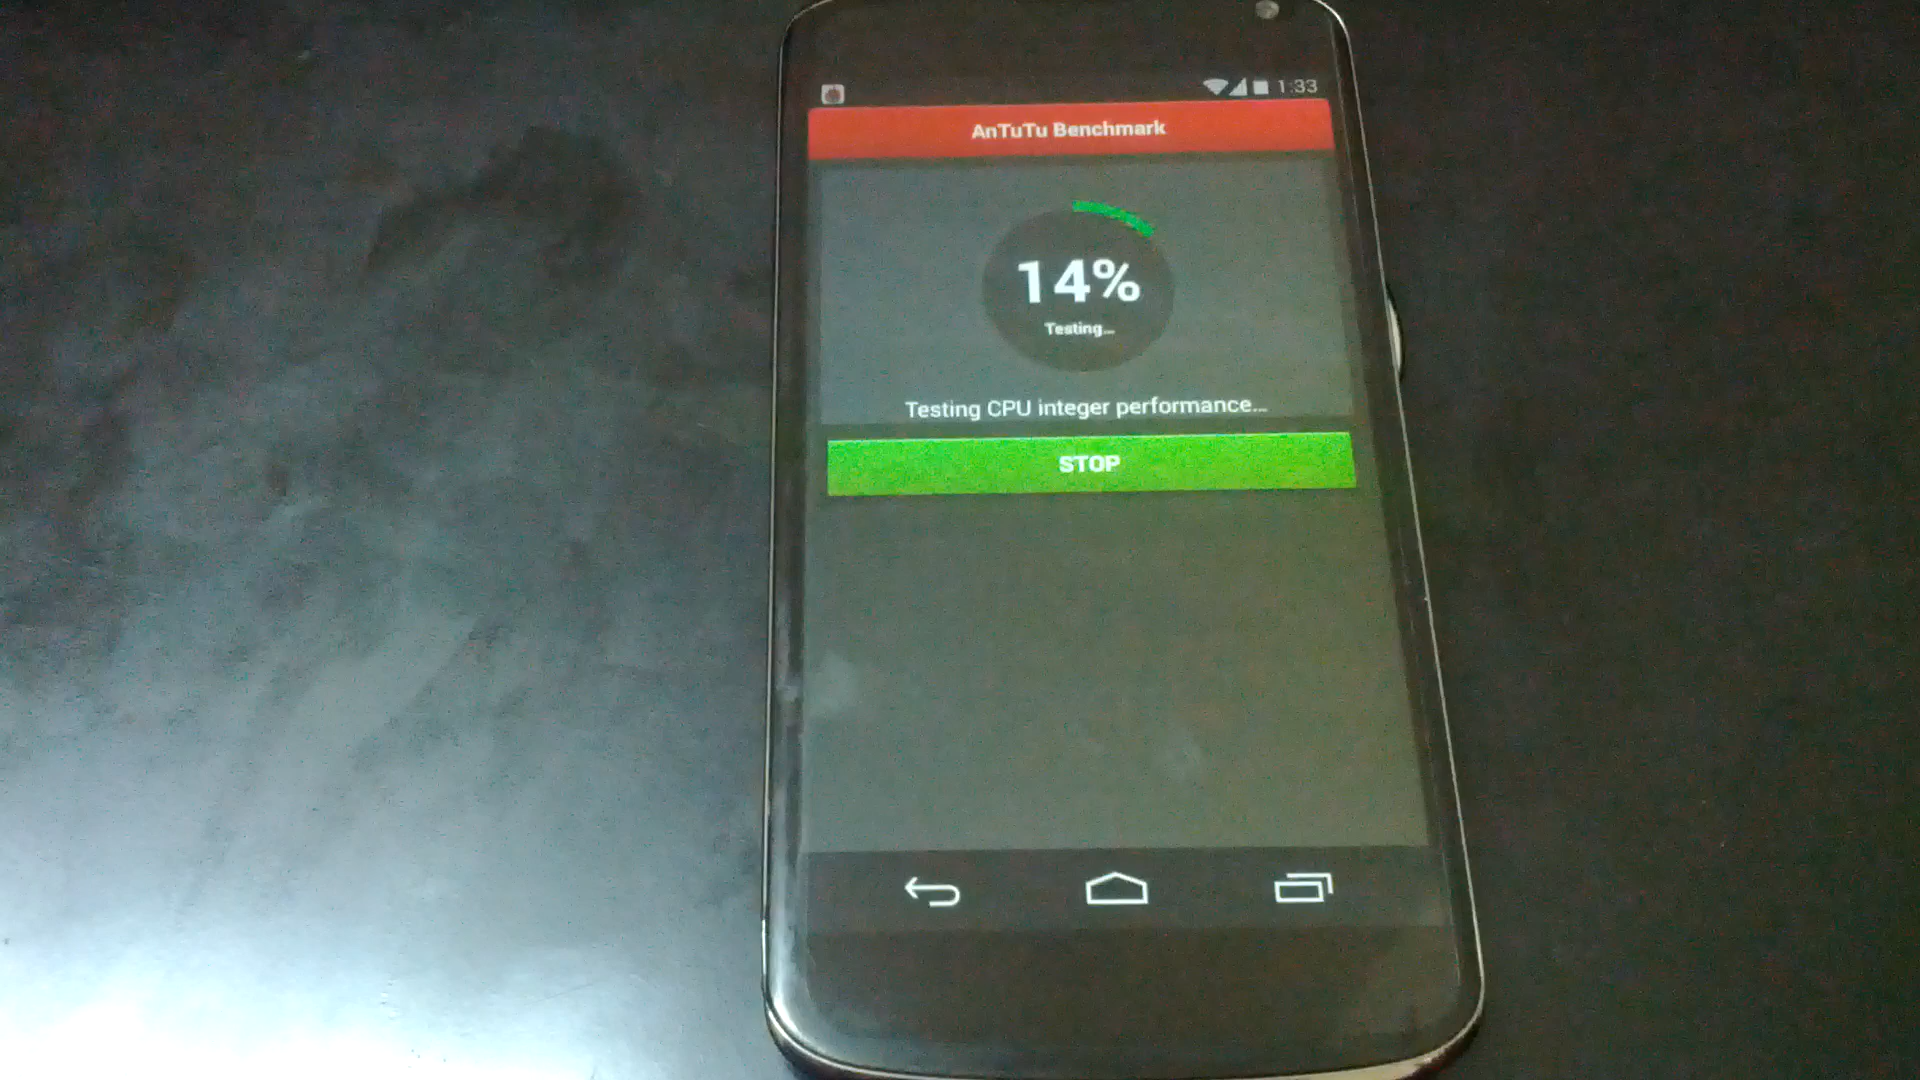 1:33
AnTuTu Benchmark
14%
Testing...
Testing CPU integer performance...
STOP